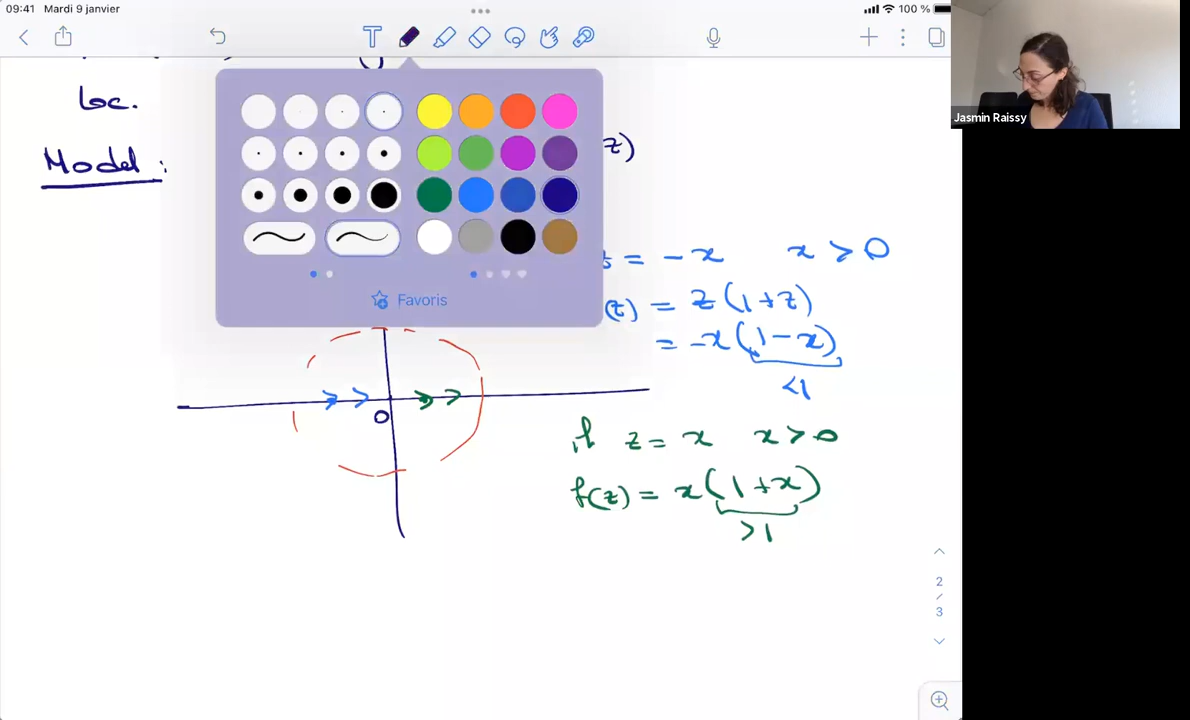 09:41 Mardi 9 janvier
100 %
Loc.
Model :
z)
= -x x > 0
(z) = z(1+z)
= -x(1-x)
<1
0
if z = x x > 0
f(z) = x(1+x)
>1
Favoris
Jasmin Raissy
2
/
3